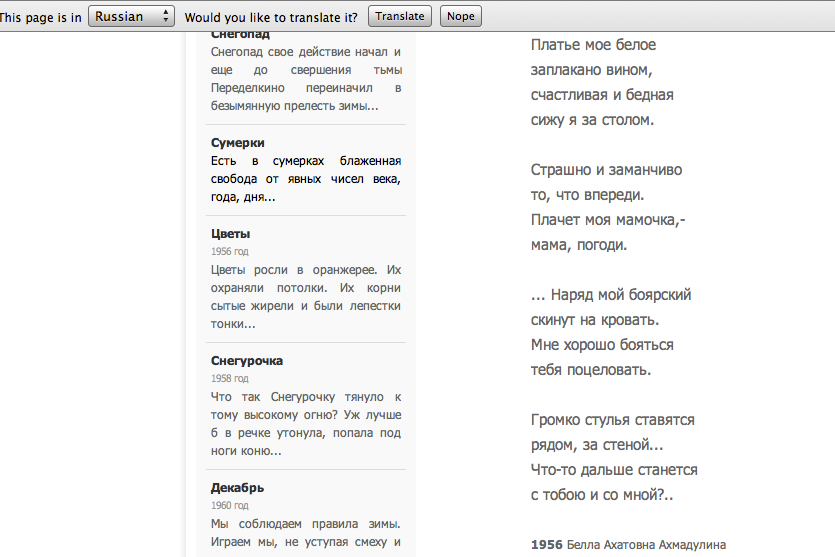 This page is in Russian Would you like to translate it? Translate Nope
Снегопад
Снегопад свое действие начал и
еще до свершения тьмы
Переделкино переиначил в
безымянную прелесть зимы...
Сумерки
Есть в сумерках блаженная
свобода от явных чисел века,
года, дня...
Цветы
1956 год
Цветы росли в оранжерее. Их
охраняли потолки. Их корни
сытые жирели и были лепестки
тонки...
Снегурочка
1958 год
Что так Снегурочку тянуло к
тому высокому огню? Уж лучше
б в речке утонула, попала под
ноги коню...
Декабрь
1960 год
Мы соблюдаем правила зимы.
Играем мы, не уступая смеху и
Платье мое белое
заплакано вином,
счастливая и бедная
сижу я за столом.
Страшно и заманчиво
то, что впереди.
Плачет моя мамочка,-
мама, погоди.
... Наряд мой боярский
скинут на кровать.
Мне хорошо бояться
тебя поцеловать.
Громко стулья ставятся
рядом, за стеной...
Что-то дальше станется
с тобою и со мной?..
1956 Белла Ахатовна Ахмадулина